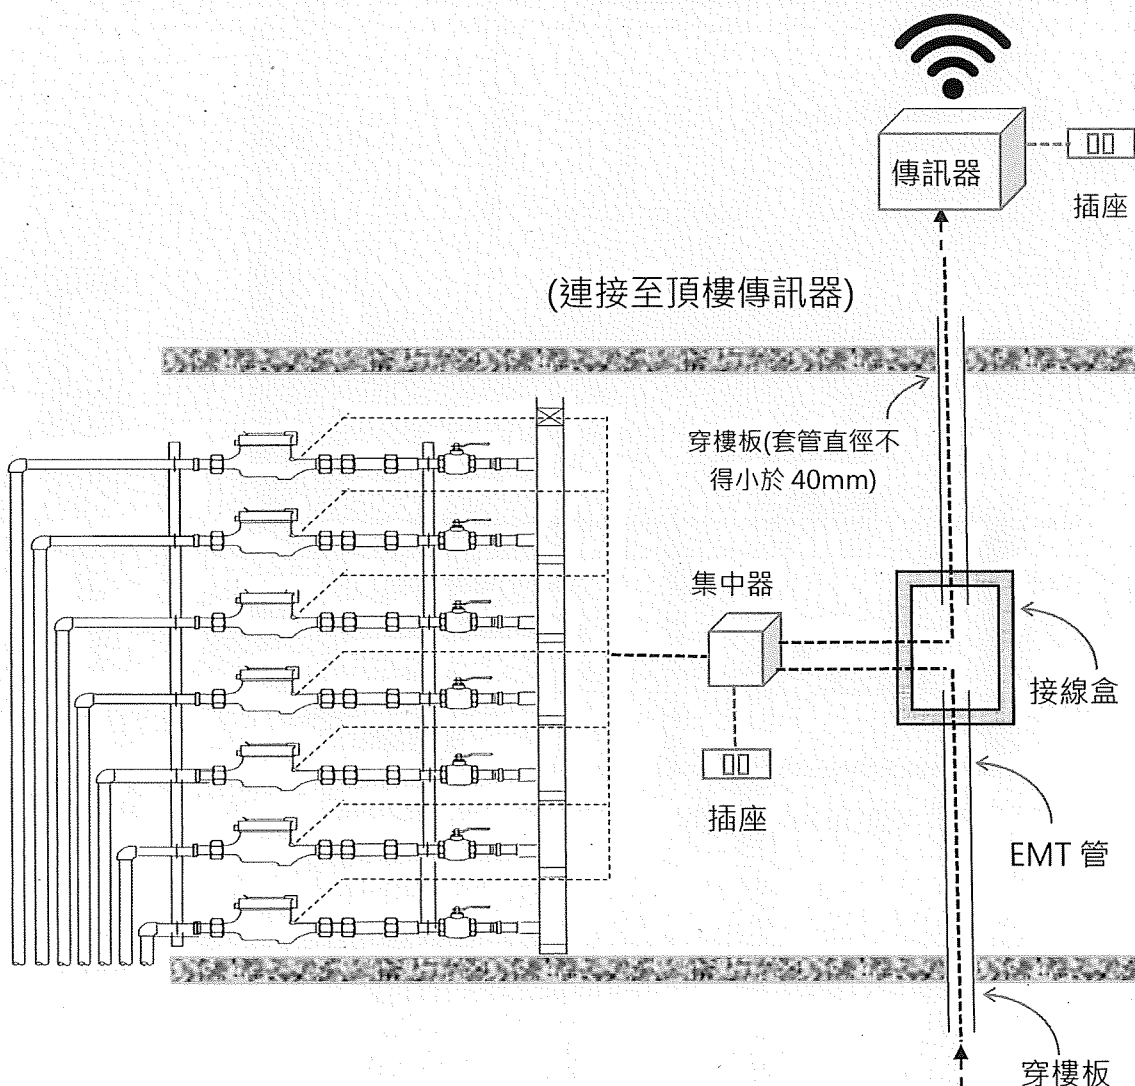 傳訊器
插座
(連接至頂樓傳訊器)
穿樓板(套管直徑不
得小於 40mm)
集中器
接線盒
插座
EMT 管
穿樓板